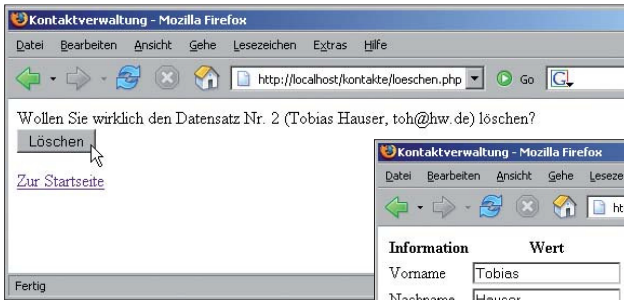 Kontaktverwaltung - Mozilla Firefox
Datei Bearbeiten Ansicht Gehe Lesezeichen Extras Hilfe
http://localhost/kontakte/loeschen.php Go G
Wollen Sie wirklich den Datensatz Nr. 2 (Tobias Hauser, toh@hw.de) löschen?
Löschen
Zur Startseite
Fertig
Kontaktverwaltung - Mozilla Firefox
Datei Bearbeiten Ansicht Gehe Leseze
ht
Information Wert
Vorname Tobias
Nachname Hauser